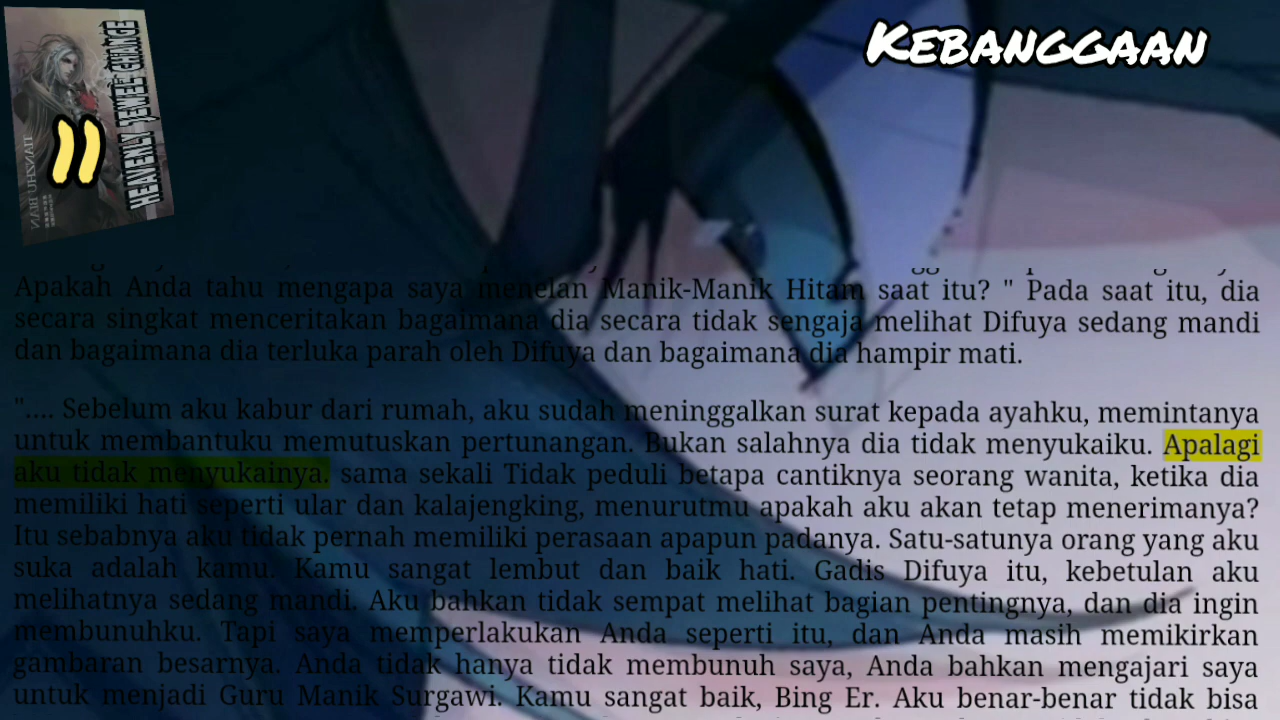 KEBANGGAAN
HEAVENLY JEWEL CHANGE
11
TIANZHU BIAN
Apakah Anda tahu mengapa saya menelan Manik-Manik Hitam saat itu? " Pada saat itu, dia
secara singkat menceritakan bagaimana dia secara tidak sengaja melihat Difuya sedang mandi
dan bagaimana dia terluka parah oleh Difuya dan bagaimana dia hampir mati.
"…. Sebelum aku kabur dari rumah, aku sudah meninggalkan surat kepada ayahku, memintanya
untuk membantuku memutuskan pertunangan. Bukan salahnya dia tidak menyukaiku. Apalagi
aku tidak menyukainya. sama sekali Tidak peduli betapa cantiknya seorang wanita, ketika dia
memiliki hati seperti ular dan kalajengking, menurutmu apakah aku akan tetap menerimanya?
Itu sebabnya aku tidak pernah memiliki perasaan apapun padanya. Satu-satunya orang yang aku
suka adalah kamu. Kamu sangat lembut dan baik hati. Gadis Difuya itu, kebetulan aku
melihatnya sedang mandi. Aku bahkan tidak sempat melihat bagian pentingnya, dan dia ingin
membunuhku. Tapi saya memperlakukan Anda seperti itu, dan Anda masih memikirkan
gambaran besarnya. Anda tidak hanya tidak membunuh saya, Anda bahkan mengajari saya
untuk menjadi Guru Manik Surgawi. Kamu sangat baik, Bing Er. Aku benar-benar tidak bisa